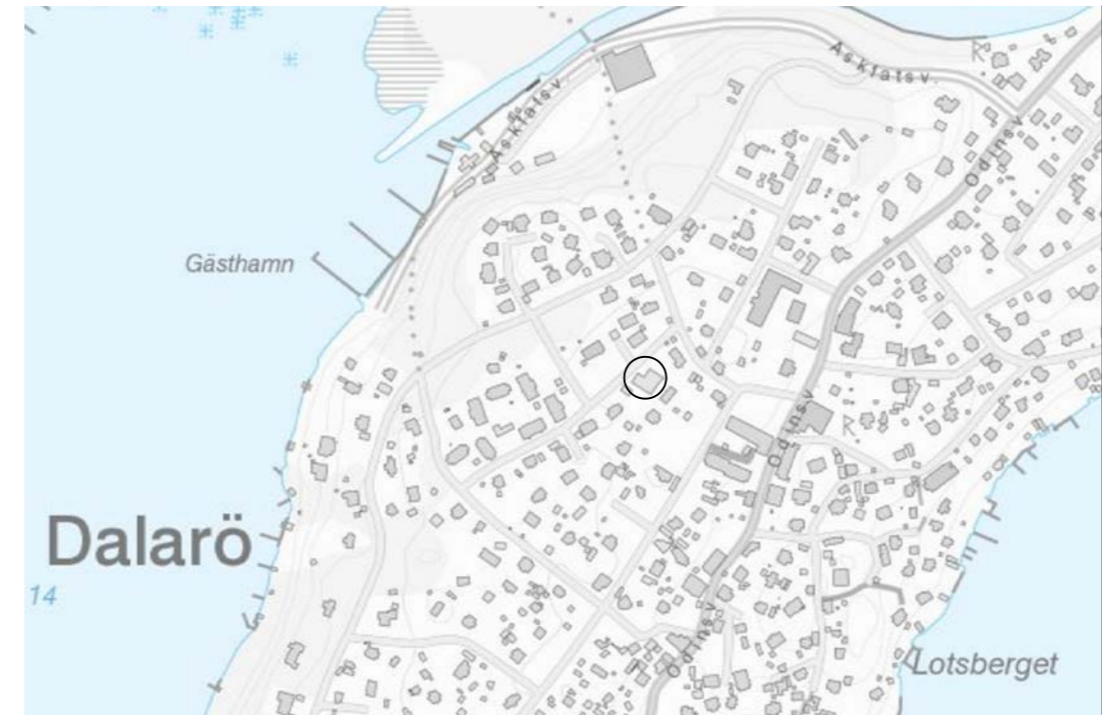 Askfatsv.
Askfatsv.
Odinsv.
Gästhamn
Odinsv.
Dalarö
14
Odinsv.
Lotsberget